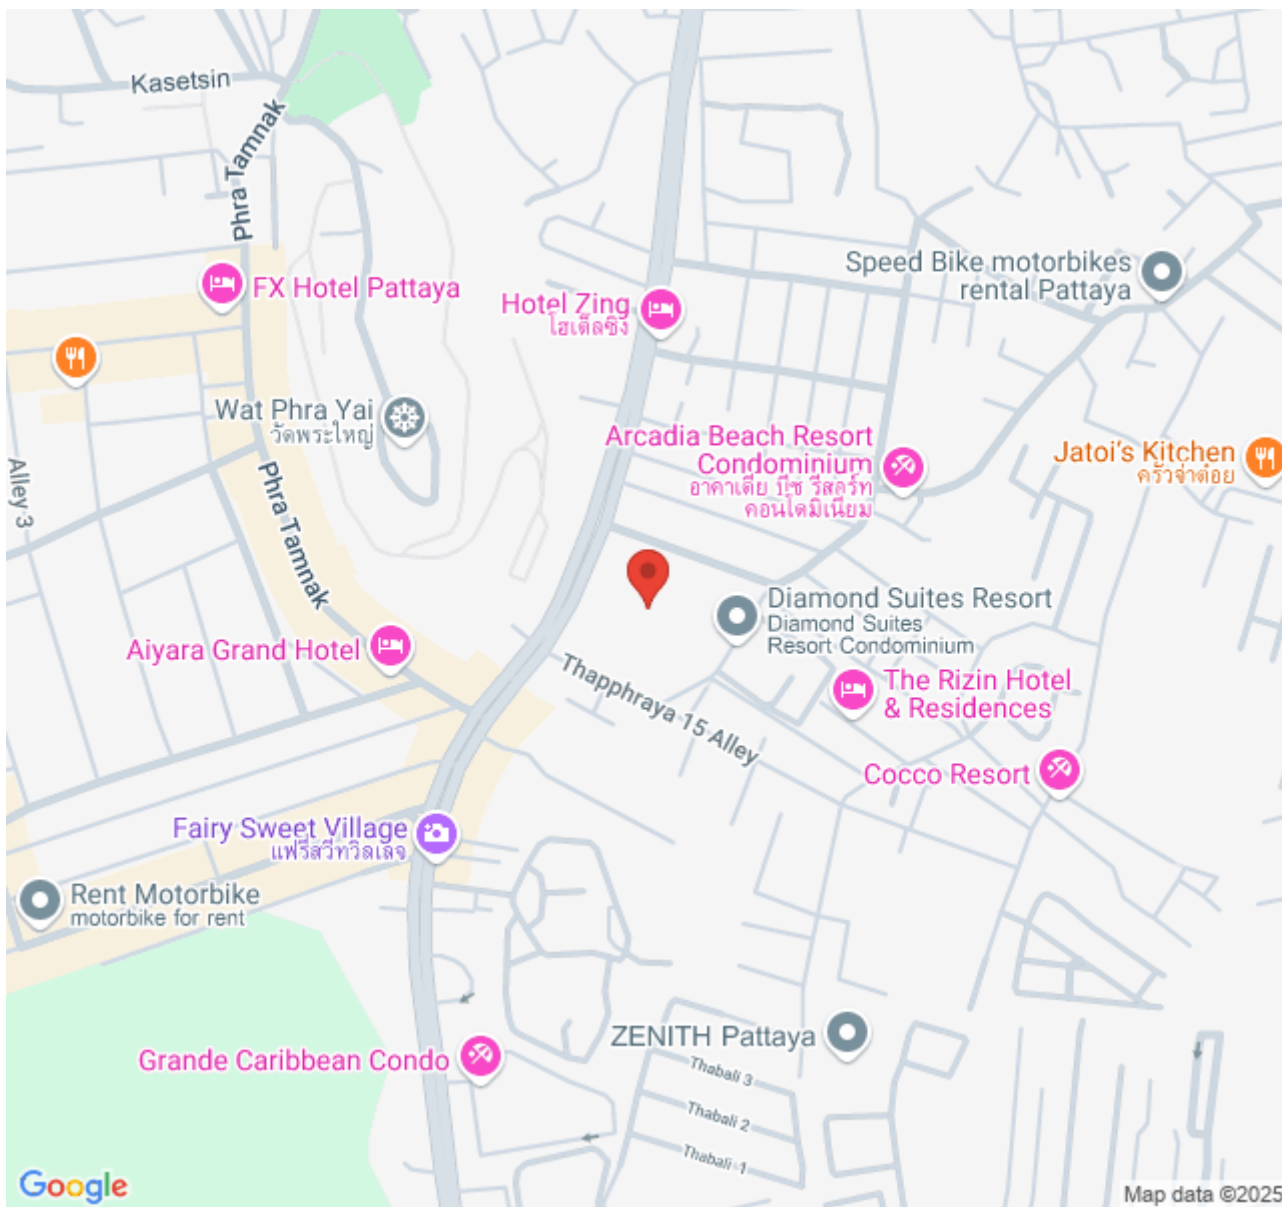 Kasetsin
Phra Tamnak
FX Hotel Pattaya
Hotel Zing
โฮเต็ลซิง
Speed Bike motorbikes
rental Pattaya
Wat Phra Yai
วัดพระใหญ่
Arcadia Beach Resort
Condominium
อาคาเดีย บีช รีสอร์ท
คอนโดมิเนียม
Jatoi's Kitchen
ครัวจ่าต๋อย
Alley 3
Phra Tamnak
Diamond Suites Resort
Diamond Suites
Resort Condominium
Aiyara Grand Hotel
Thapphraya 15 Alley
The Rizin Hotel
& Residences
Cocco Resort
Fairy Sweet Village
แฟรี่สวีทวิลเลจ
Rent Motorbike
motorbike for rent
ZENITH Pattaya
Grande Caribbean Condo
Thabali 3
Thabali 2
Thabali 1
Google
Map data ©2025